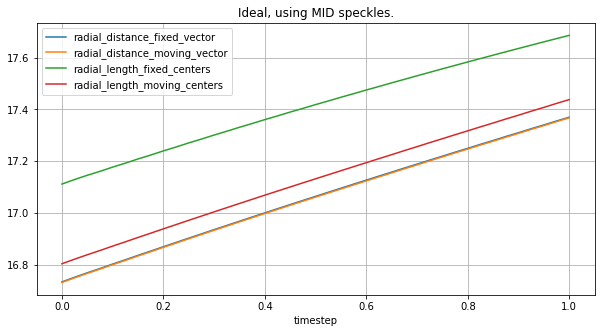 Ideal, using MID speckles.
radial_distance_fixed_vector
radial_distance_moving_vector
radial_length_fixed_centers
radial_length_moving_centers
17.6
17.4
17.2
17.0
16.8
0.0 0.2 0.4 0.6 0.8 1.0
timestep